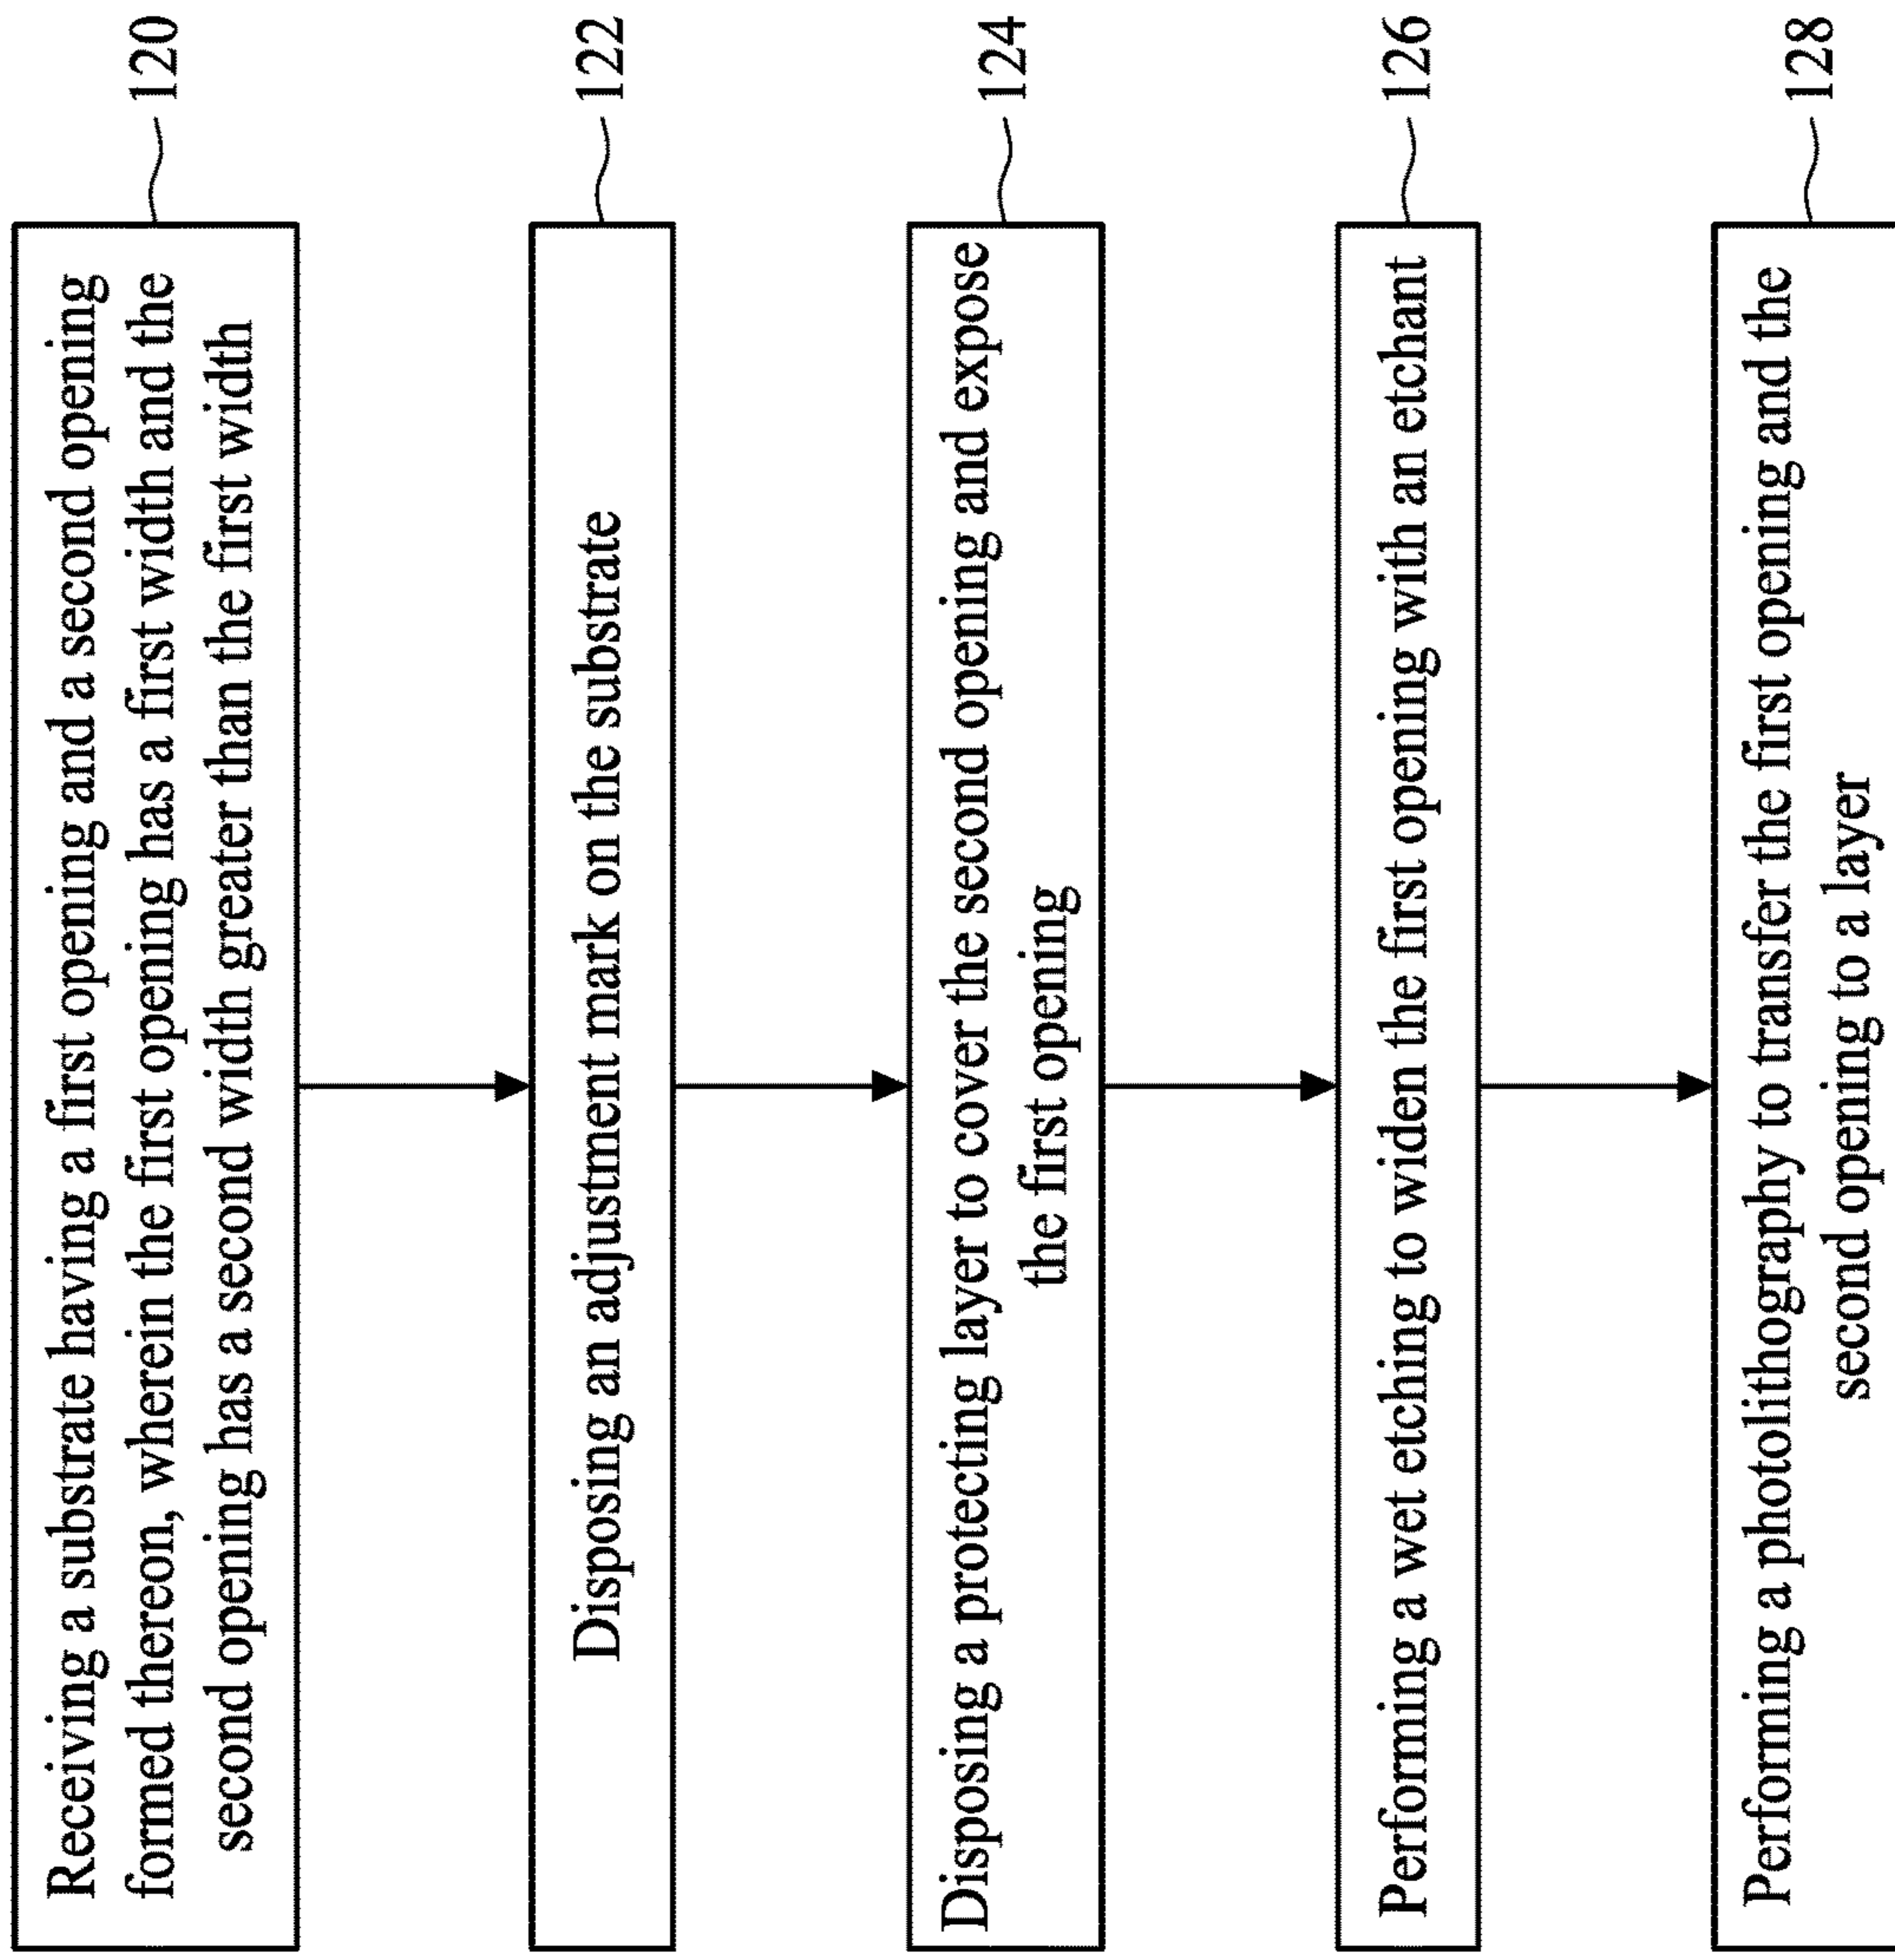 Receiving a substrate having a first opening and a second opening
formed thereon, wherein the first opening has a first width and the
second opening has a second width greater than the first width
120
Disposing an adjustment mark on the substrate
122
Disposing a protecting layer to cover the second opening and expose
the first opening
124
Performing a wet etching to widen the first opening with an etchant
126
Performing a photolithography to transfer the first opening and the
second opening to a layer
128